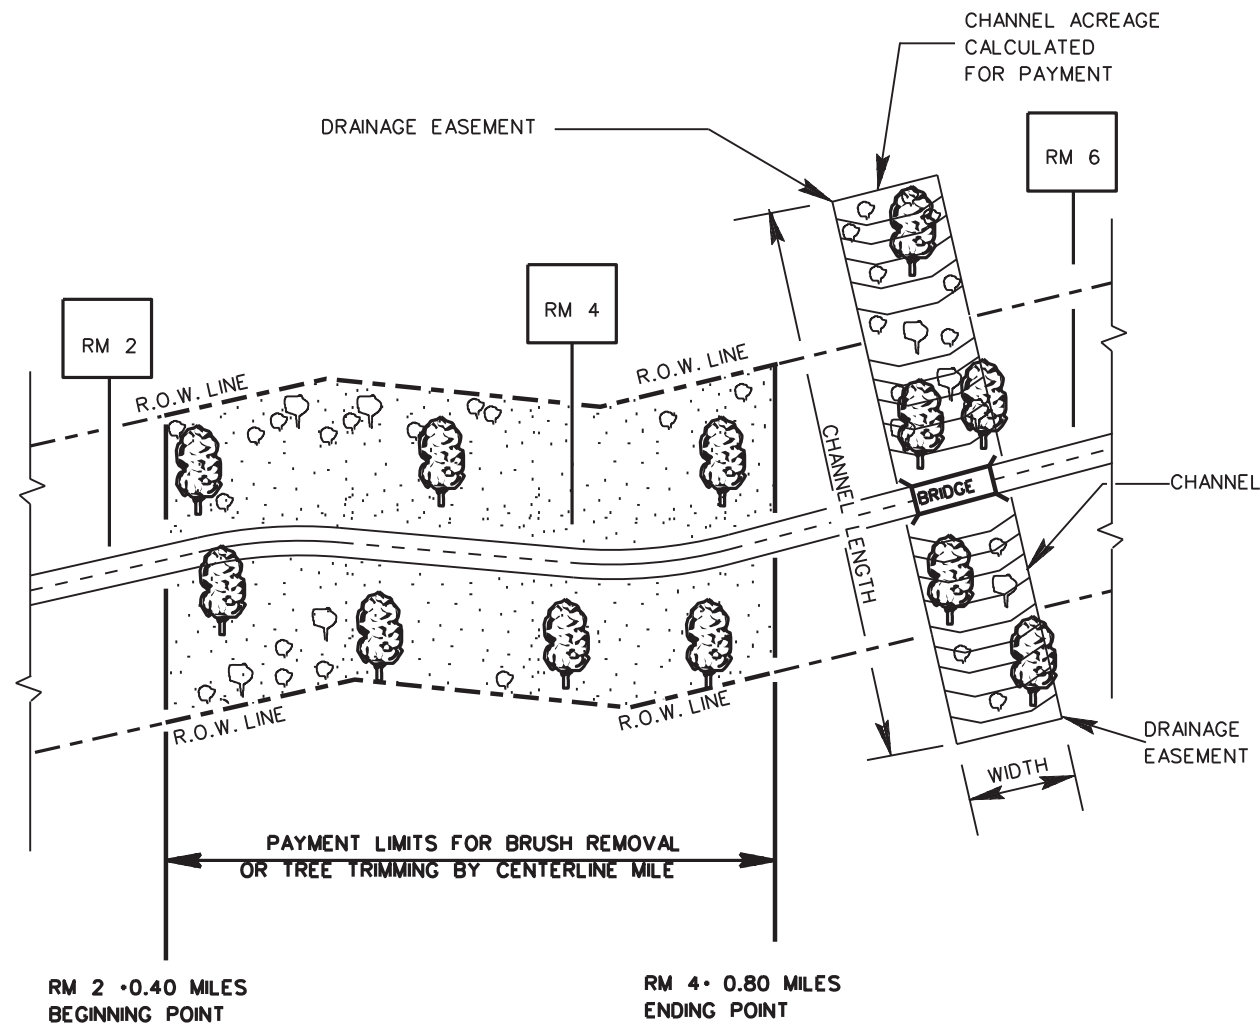 CHANNEL ACREAGE
CALCULATED
FOR PAYMENT
DRAINAGE EASEMENT
RM 6
RM 4
RM 2
R.O.W. LINE
R.O.W. LINE
CHANNEL LENGTH
BRIDGE
CHANNEL
R.O.W. LINE
R.O.W. LINE
DRAINAGE
EASEMENT
WIDTH
PAYMENT LIMITS FOR BRUSH REMOVAL
OR TREE TRIMMING BY CENTERLINE MILE
RM 2 +0.40 MILES
BEGINNING POINT
RM 4+ 0.80 MILES
ENDING POINT